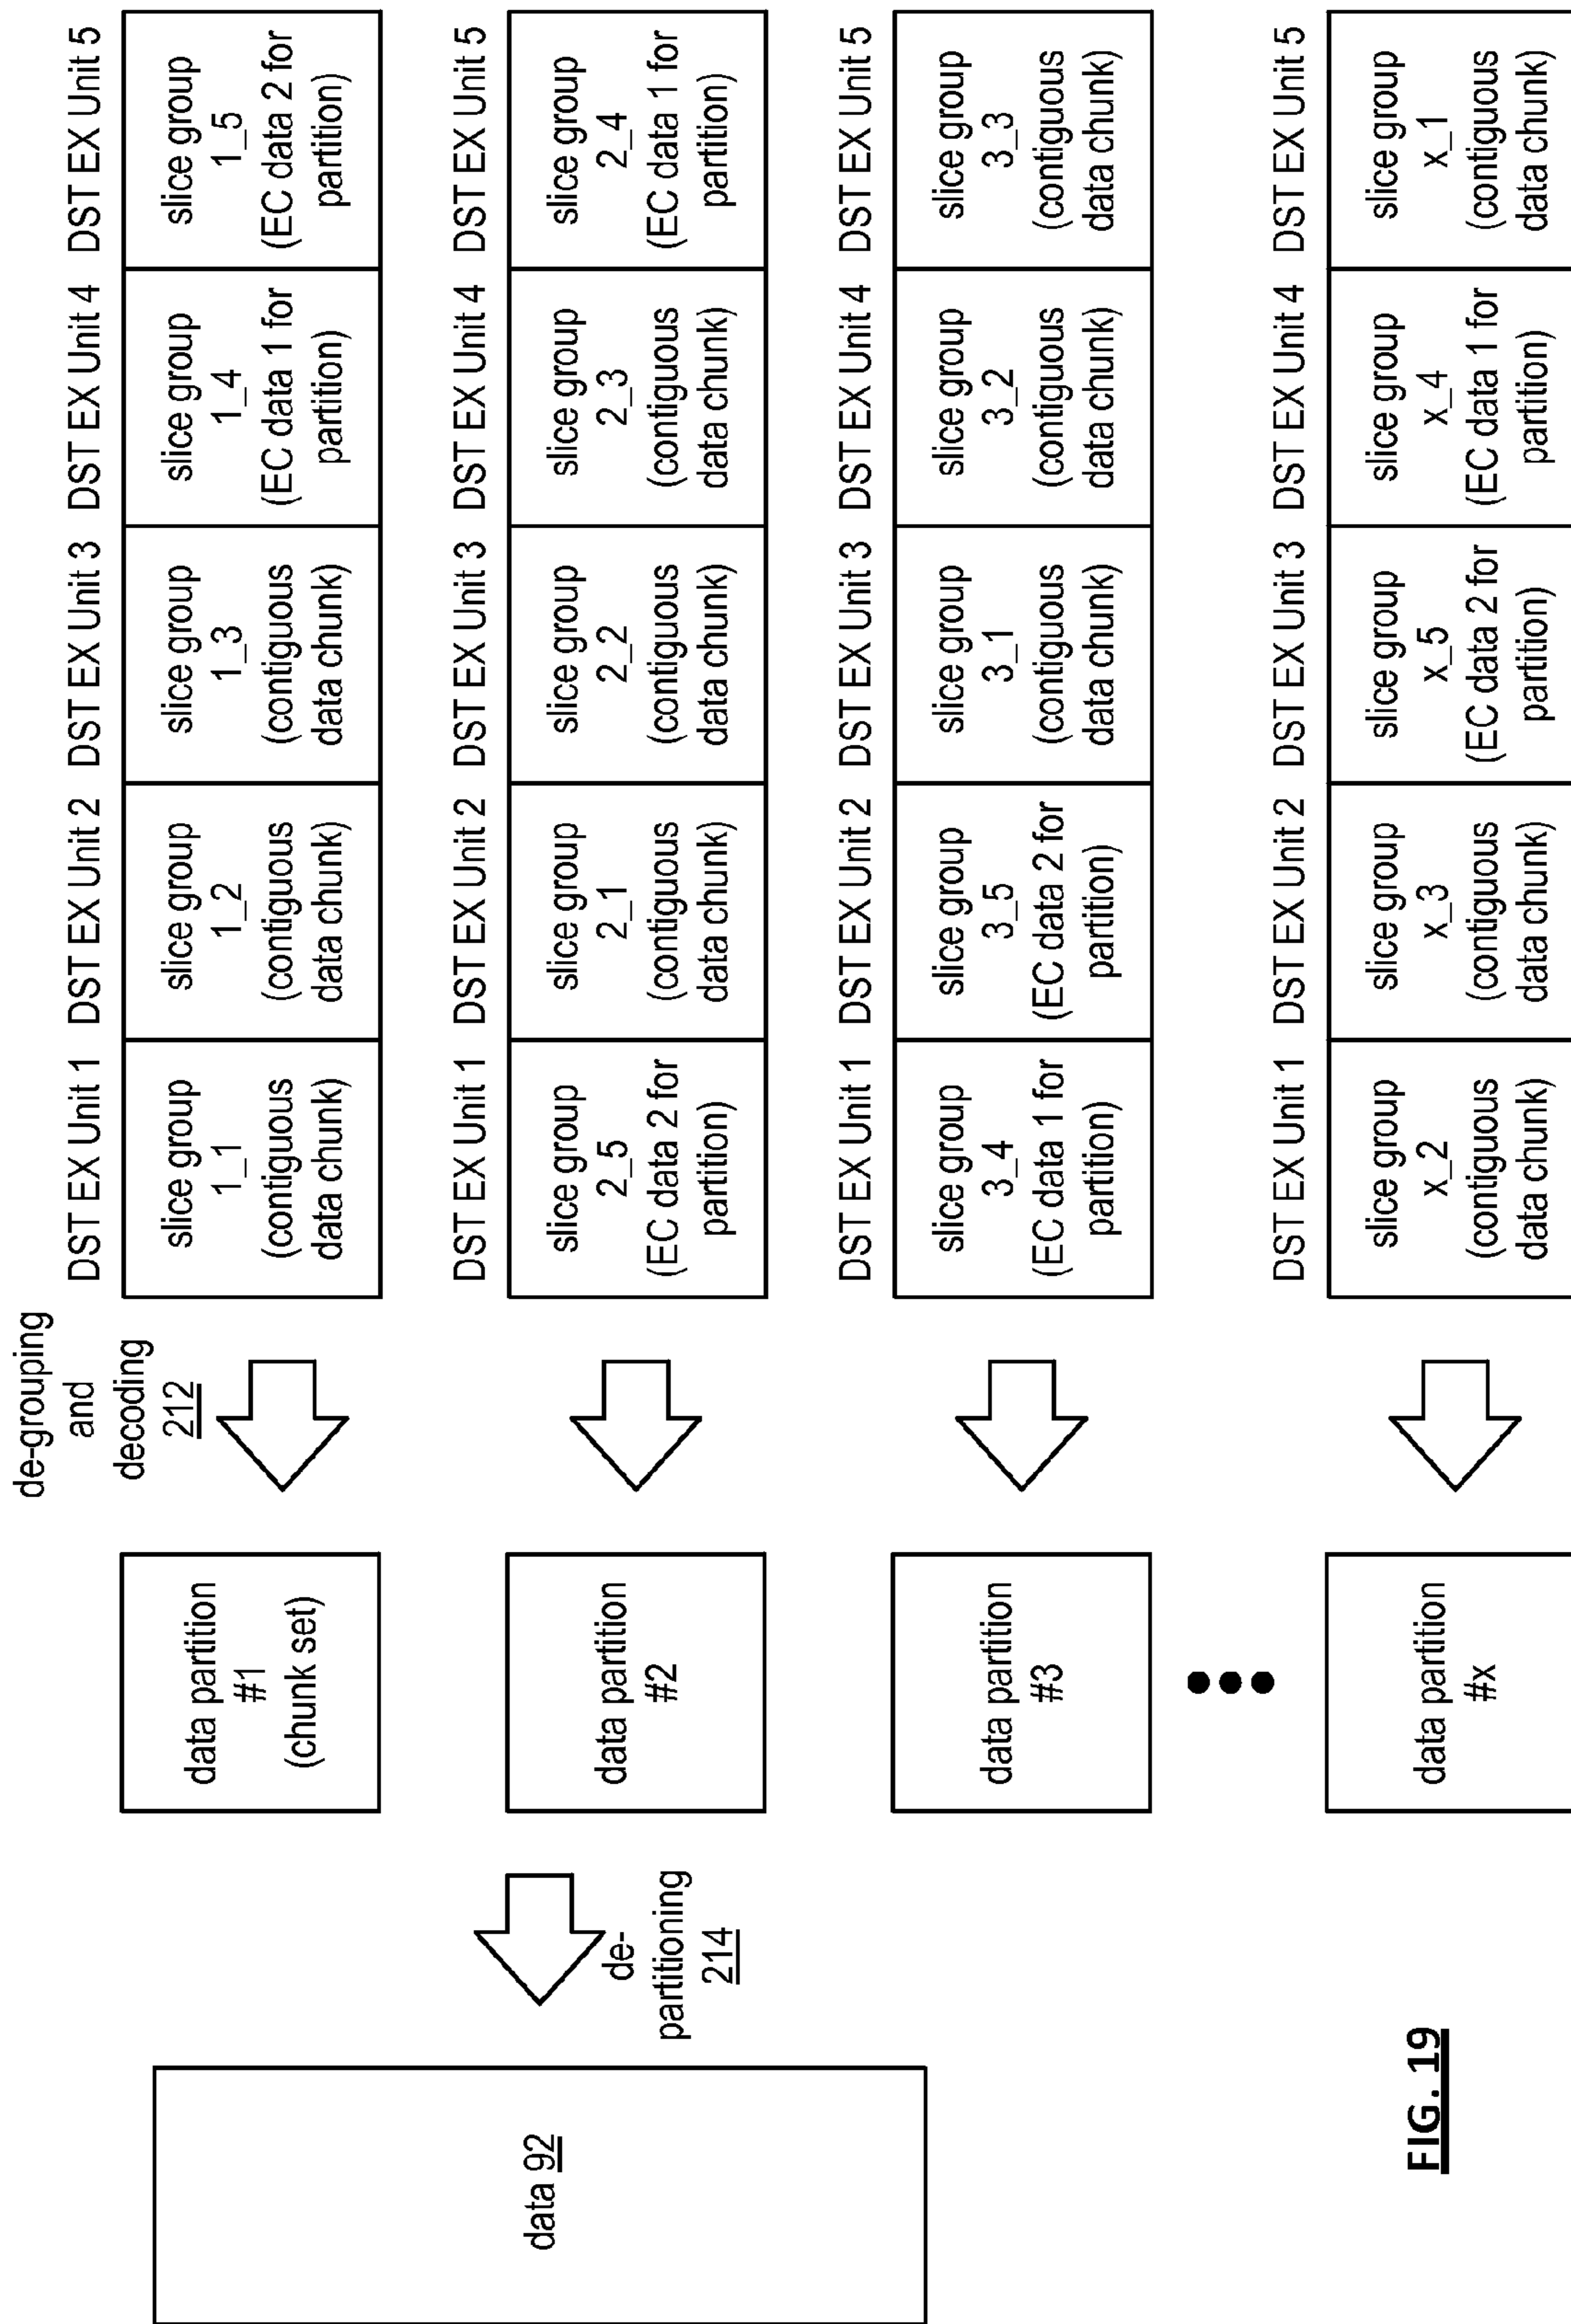 data 92
de-
partitioning
214
data partition
#1
(chunk set)
data partition
#2
data partition
#3
data partition
#x
de-grouping
and
decoding
212
DST EX Unit 1 DST EX Unit 2 DST EX Unit 3 DST EX Unit 4 DST EX Unit 5
slice group
1_1
(contiguous
data chunk)
slice group
1_2
(contiguous
data chunk)
slice group
1_3
(contiguous
data chunk)
slice group
1_4
(EC data 1 for
partition)
slice group
1_5
(EC data 2 for
partition)
DST EX Unit 1 DST EX Unit 2 DST EX Unit 3 DST EX Unit 4 DST EX Unit 5
slice group
2_5
(EC data 2 for
partition)
slice group
2_1
(contiguous
data chunk)
slice group
2_2
(contiguous
data chunk)
slice group
2_3
(contiguous
data chunk)
slice group
2_4
(EC data 1 for
partition)
DST EX Unit 1 DST EX Unit 2 DST EX Unit 3 DST EX Unit 4 DST EX Unit 5
slice group
3_4
(EC data 1 for
partition)
slice group
3_5
(EC data 2 for
partition)
slice group
3_1
(contiguous
data chunk)
slice group
3_2
(contiguous
data chunk)
slice group
3_3
(contiguous
data chunk)
DST EX Unit 1 DST EX Unit 2 DST EX Unit 3 DST EX Unit 4 DST EX Unit 5
slice group
x_2
(contiguous
data chunk)
slice group
x_3
(contiguous
data chunk)
slice group
x_5
(EC data 2 for
partition)
slice group
x_4
(EC data 1 for
partition)
slice group
x_1
(contiguous
data chunk)
FIG. 19